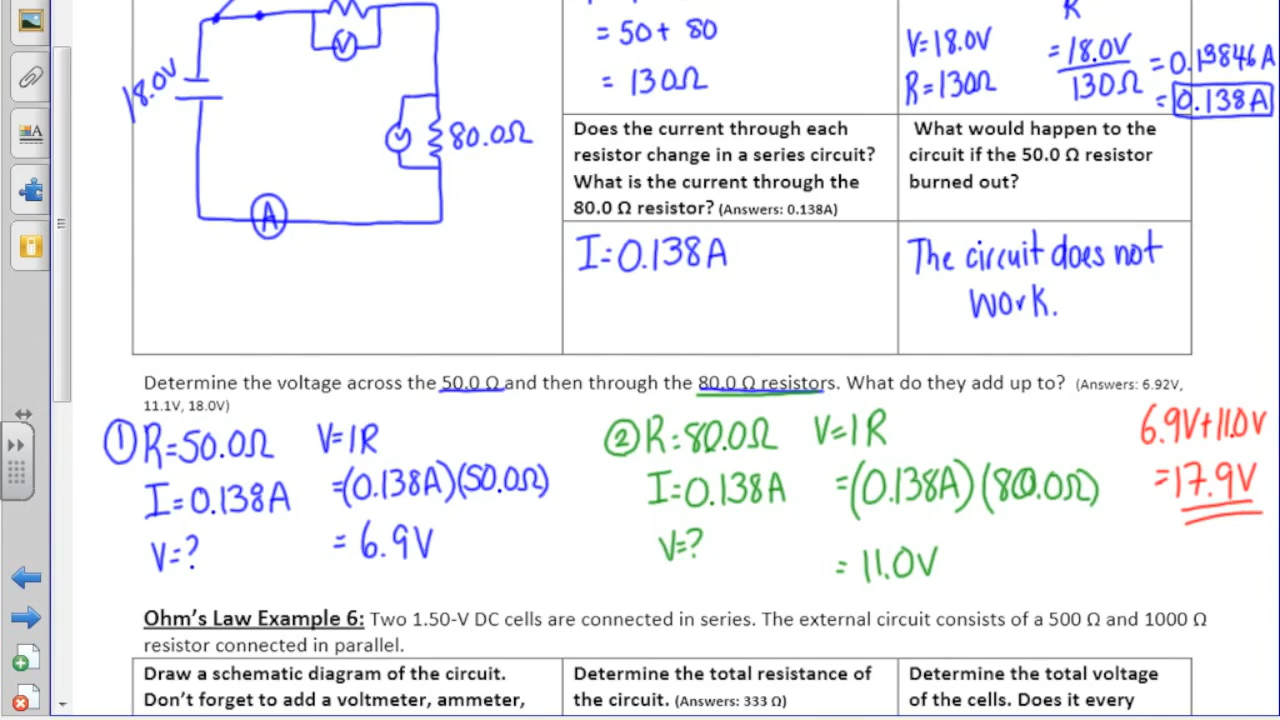 18.0V
V
V
80.0Ω
A
= 50 + 80
= 130Ω
R
V=18.0V
R=130Ω
= 18.0V
130Ω
= 0.13846A
= 0.138A
Does the current through each
resistor change in a series circuit?
What is the current through the
80.0 Ω resistor? (Answers: 0.138A)
What would happen to the
circuit if the 50.0 Ω resistor
burned out?
I=0.138A
The circuit does not
work.
Determine the voltage across the 50.0 Ω and then through the 80.0 Ω resistors. What do they add up to? (Answers: 6.92V,
11.1V, 18.0V)
① R=50.0Ω V=IR
I=0.138A =(0.138A)(50.0Ω)
V=? = 6.9V
② R=80.0Ω V=IR
I=0.138A =(0.138A)(80.0Ω)
V=?
= 11.0V
6.9V+11.0V
=17.9V
Ohm's Law Example 6: Two 1.50-V DC cells are connected in series. The external circuit consists of a 500 Ω and 1000 Ω
resistor connected in parallel.
Draw a schematic diagram of the circuit.
Don't forget to add a voltmeter, ammeter,
Determine the total resistance of
the circuit. (Answers: 333 Ω)
Determine the total voltage
of the cells. Does it every